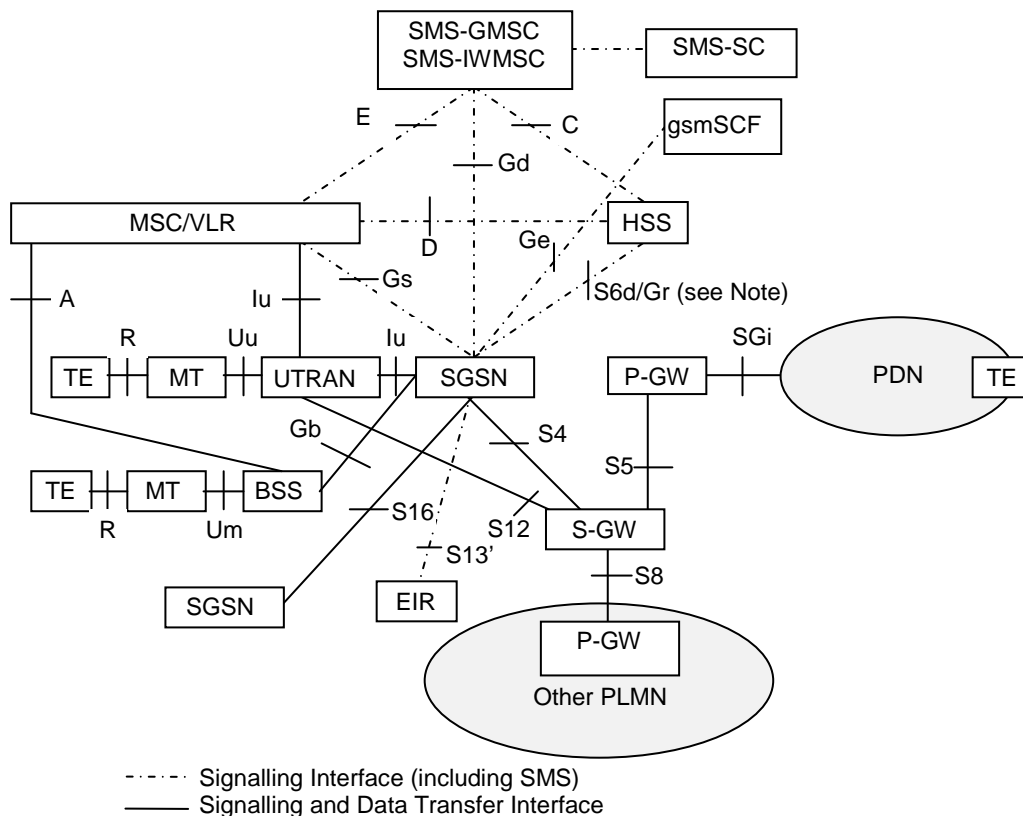 SMS-GMSC
SMS-IWMSC
SMS-SC
gsmSCF
E
C
Gd
MSC/VLR
HSS
D
Ge
Gs
S6d/Gr (see Note)
A
Iu
SGi
R
Uu
Iu
TE
MT
UTRAN
SGSN
P-GW
PDN
TE
Gb
S4
S5
TE
MT
BSS
R
Um
S16
S12
S-GW
S13’
S8
SGSN
EIR
P-GW
Other PLMN
Signalling Interface (including SMS)
Signalling and Data Transfer Interface